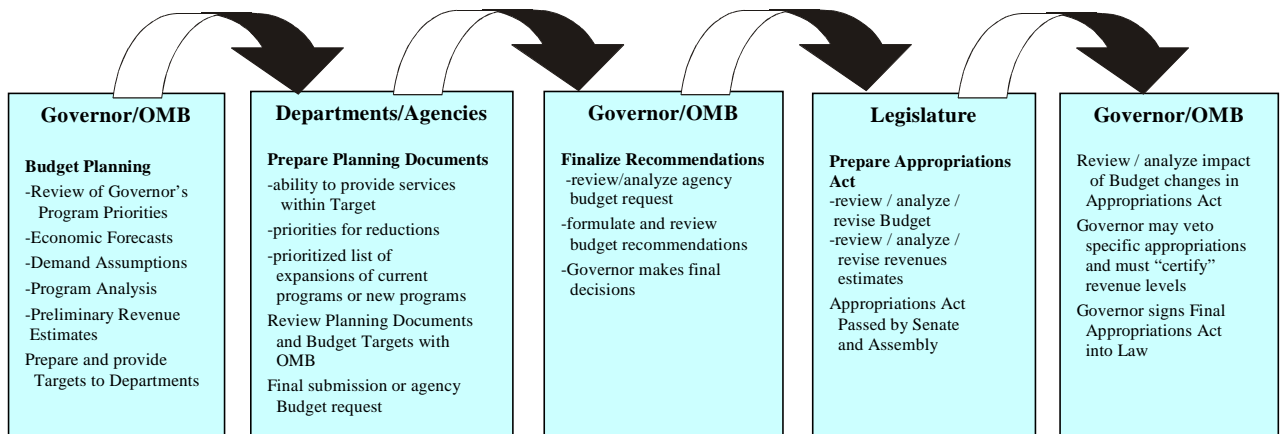 Governor/OMB
Budget Planning
-Review of Governor's
Program Priorities
-Economic Forecasts
-Demand Assumptions
-Program Analysis
-Preliminary Revenue
Estimates
Prepare and provide
Targets to Departments
Departments/Agencies
Prepare Planning Documents
-ability to provide services
within Target
-priorities for reductions
-prioritized list of
expansions of current
programs or new programs
Review Planning Documents
and Budget Targets with
OMB
Final submission or agency
Budget request
Governor/OMB
Finalize Recommendations
-review/analyze agency
budget request
-formulate and review
budget recommendations
-Governor makes final
decisions
Legislature
Prepare Appropriations
Act
-review / analyze /
revise Budget
-review / analyze /
revise revenues
estimates
Appropriations Act
Passed by Senate
and Assembly
Governor/OMB
Review / analyze impact
of Budget changes in
Appropriations Act
Governor may veto
specific appropriations
and must “certify”
revenue levels
Governor signs Final
Appropriations Act
into Law